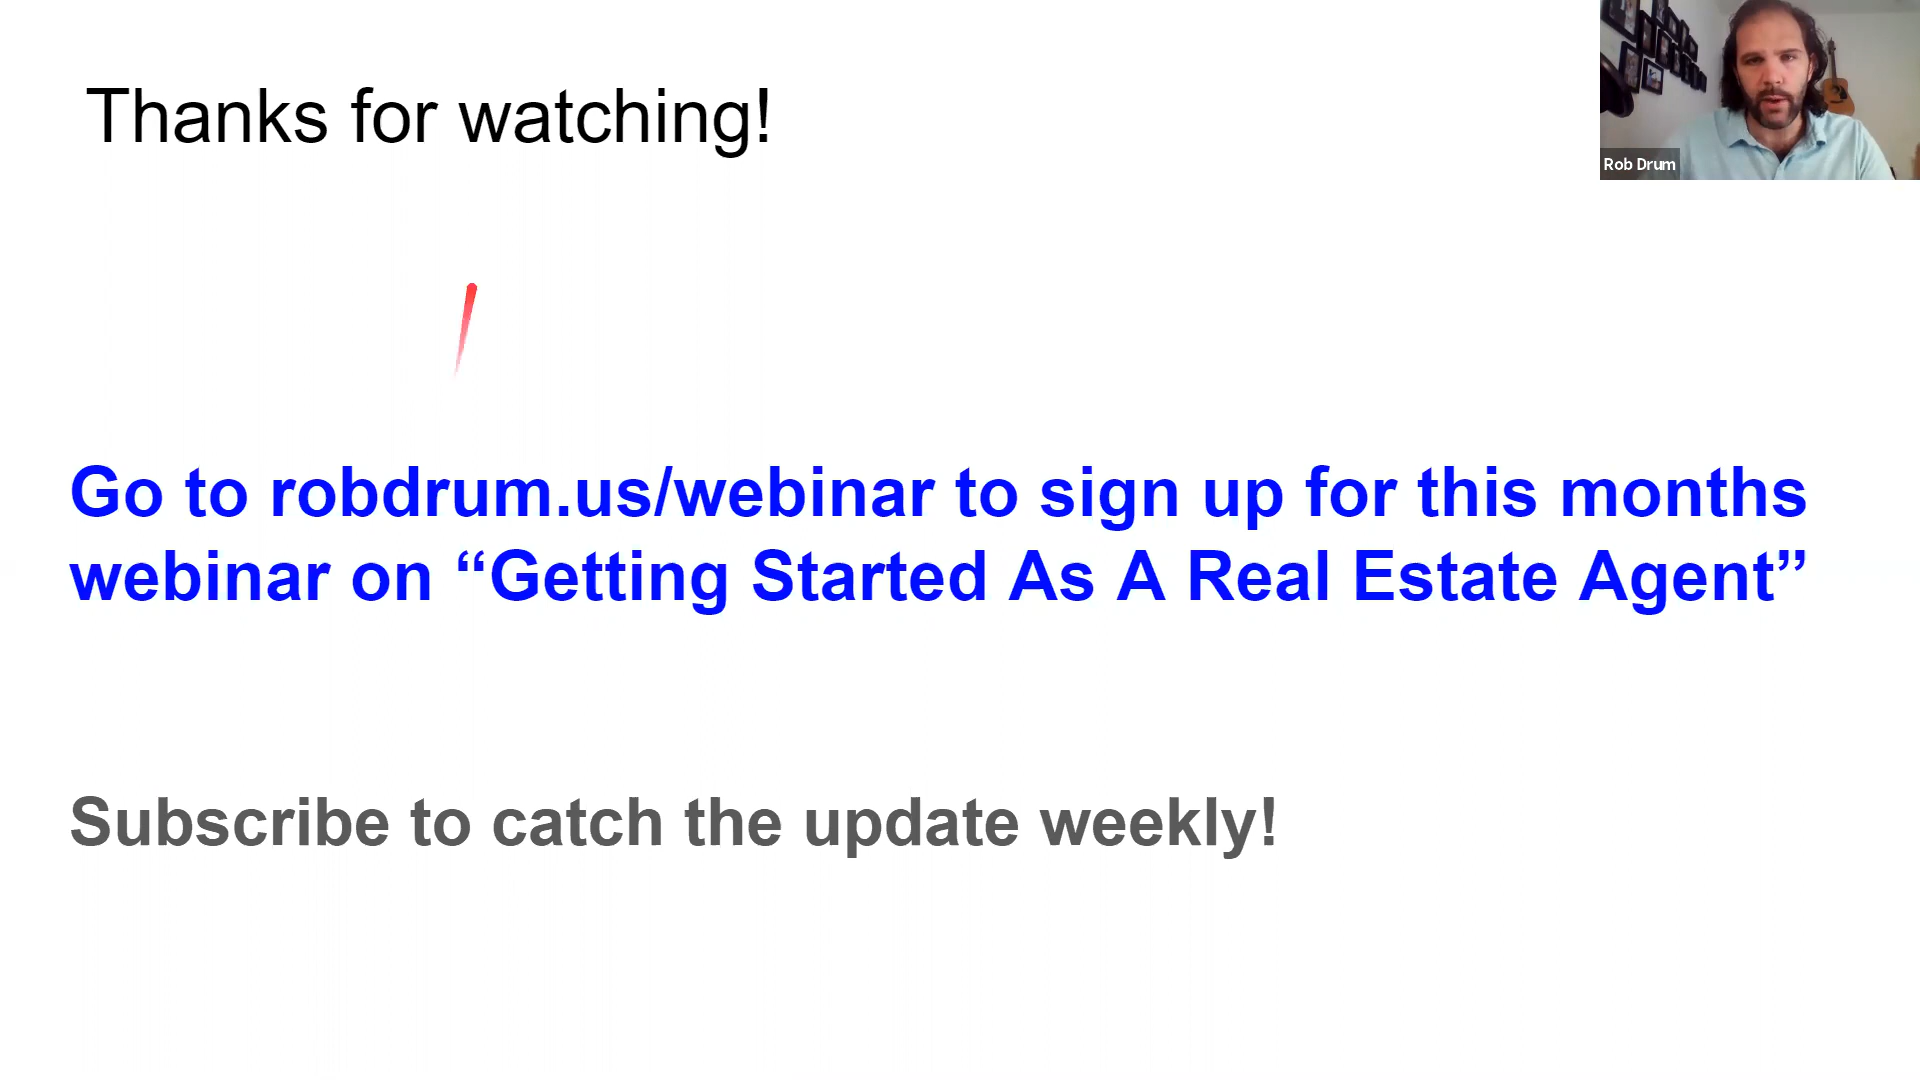 Thanks for watching!
Rob Drum
Go to robdrum.us/webinar to sign up for this months
webinar on “Getting Started As A Real Estate Agent”
Subscribe to catch the update weekly!